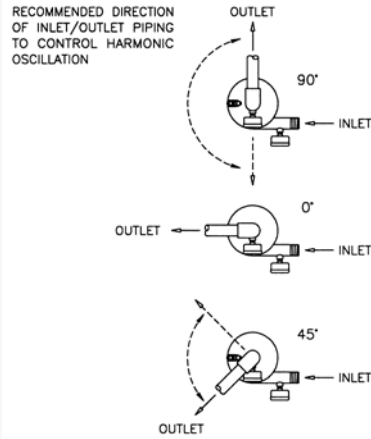 RECOMMENDED DIRECTION
OF INLET/OUTLET PIPING
TO CONTROL HARMONIC
OSCILLATION
OUTLET
90°
INLET
0°
OUTLET
INLET
45°
INLET
OUTLET